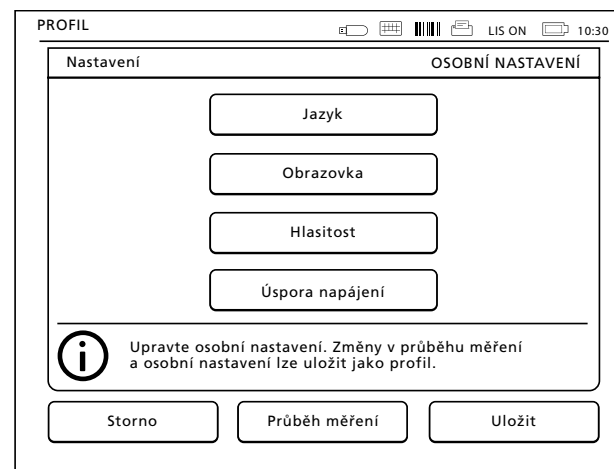 PROFIL LIS ON 10:30
Nastavení OSOBNÍ NASTAVENÍ
Jazyk
Obrazovka
Hlasitost
Úspora napájení
Upravte osobní nastavení. Změny v průběhu měření
a osobní nastavení lze uložit jako profil.
Storno Průběh měření Uložit